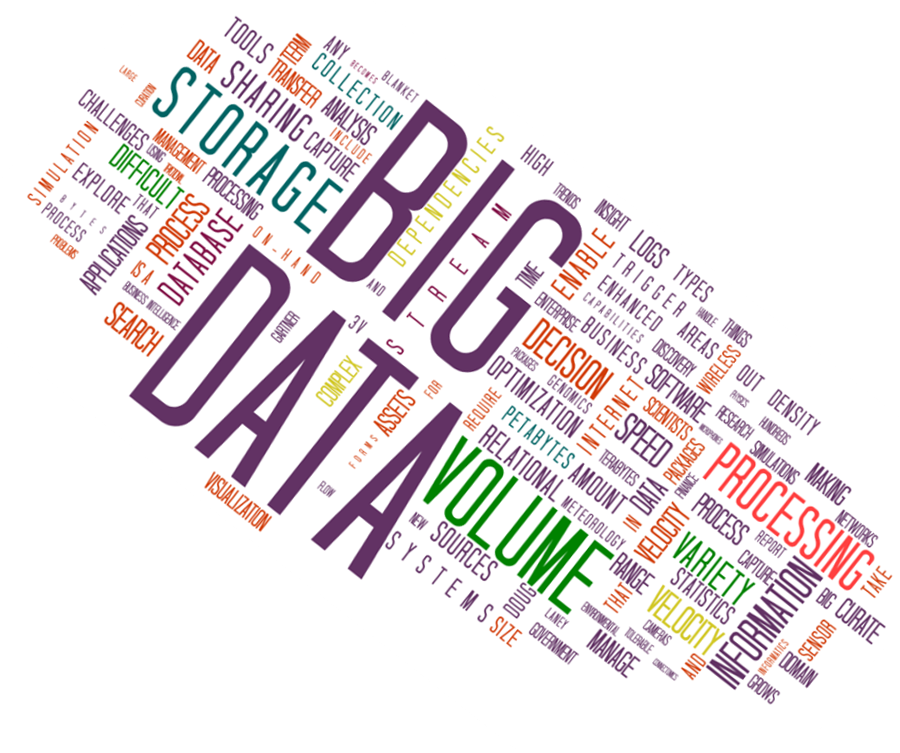 TOOLS
TERM
ANY
BECOMES
BLANKET
LARGE
DATA
TRANSFER
COLLECTION
CURATION
SHARING
ANALYSIS
STORAGE
CAPTURE
INCLUDE
CHALLENGES
USING
MANAGEMENT
SIMULATION
DIFFICULT
PROCESSING
EXPLORE
THAT
BYTES
PROCESS
PROBLEMS
APPLICATIONS
PROCESS
IS A
DATABASE
ON-HAND
BUSINESS INTELLIGENCE
SEARCH
BIG
DATA
DEPENDENCIES
STREAM
AND
GARTNER
3V
COMPLEX
FORMS
ASSETS
FOR
FLOW
VISUALIZATION
HIGH
TRENDS
INSIGHT
TIME
ENABLE
LOGS
TYPES
TRIGGER
ENHANCED
CAPABILITIES
HANDLE
THINGS
ENTERPRISE
BUSINESS
AREAS
DECISION
DISCOVERY
WIRELESS
OUT
DENSITY
PACKAGES
GENOMICS
SOFTWARE
PHYSICS
OPTIMIZATION
INTERNET
SCIENTISTS
RESEARCH
HUNDREDS
REQUIRE
PETABYTES
SPEED
MICROPHONES
SIMULATIONS
RELATIONAL
TERABYTES
PACKAGES
PROCESSING
MAKING
VOLUME
AMOUNT
DATA
FINANCE
NETWORKS
METEOROLOGY
IN
VELOCITY
PROCESS
REPORT
NEW
SOURCES
RANGE
VARIETY
CAPTURE
TAKE
SYSTEMS
DOUG
THAT
STATISTICS
INFORMATION
BIG
CURATE
SIZE
LANEY
ENVIRONMENTAL
VELOCITY
SENSOR
GOVERNMENT
MANAGE
TOLERABLE
CAMERAS
CONNECTOMICS
AND
INFORMATICS
DOMAIN
GROWS